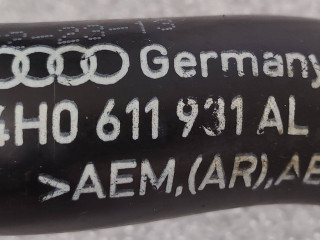 Germany
4H0 611 931 AL
>AEM,(AR),AE